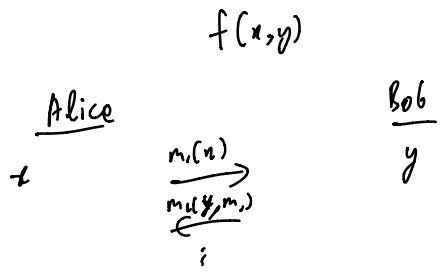 f(x,y)
Alice Bob
x y
m₁(x)
m₂(y,m₁)
⋮